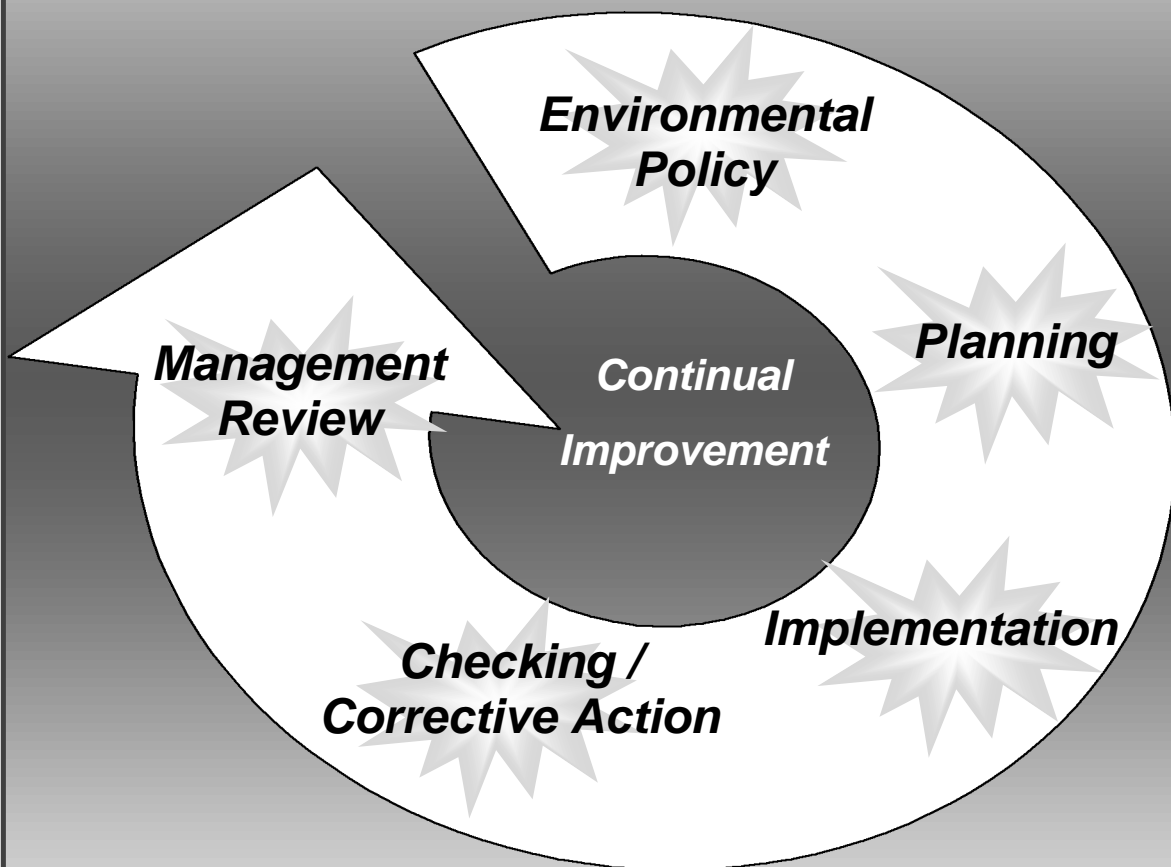 Environmental
Policy
Planning
Implementation
Checking /
Corrective Action
Management
Review
Continual
Improvement